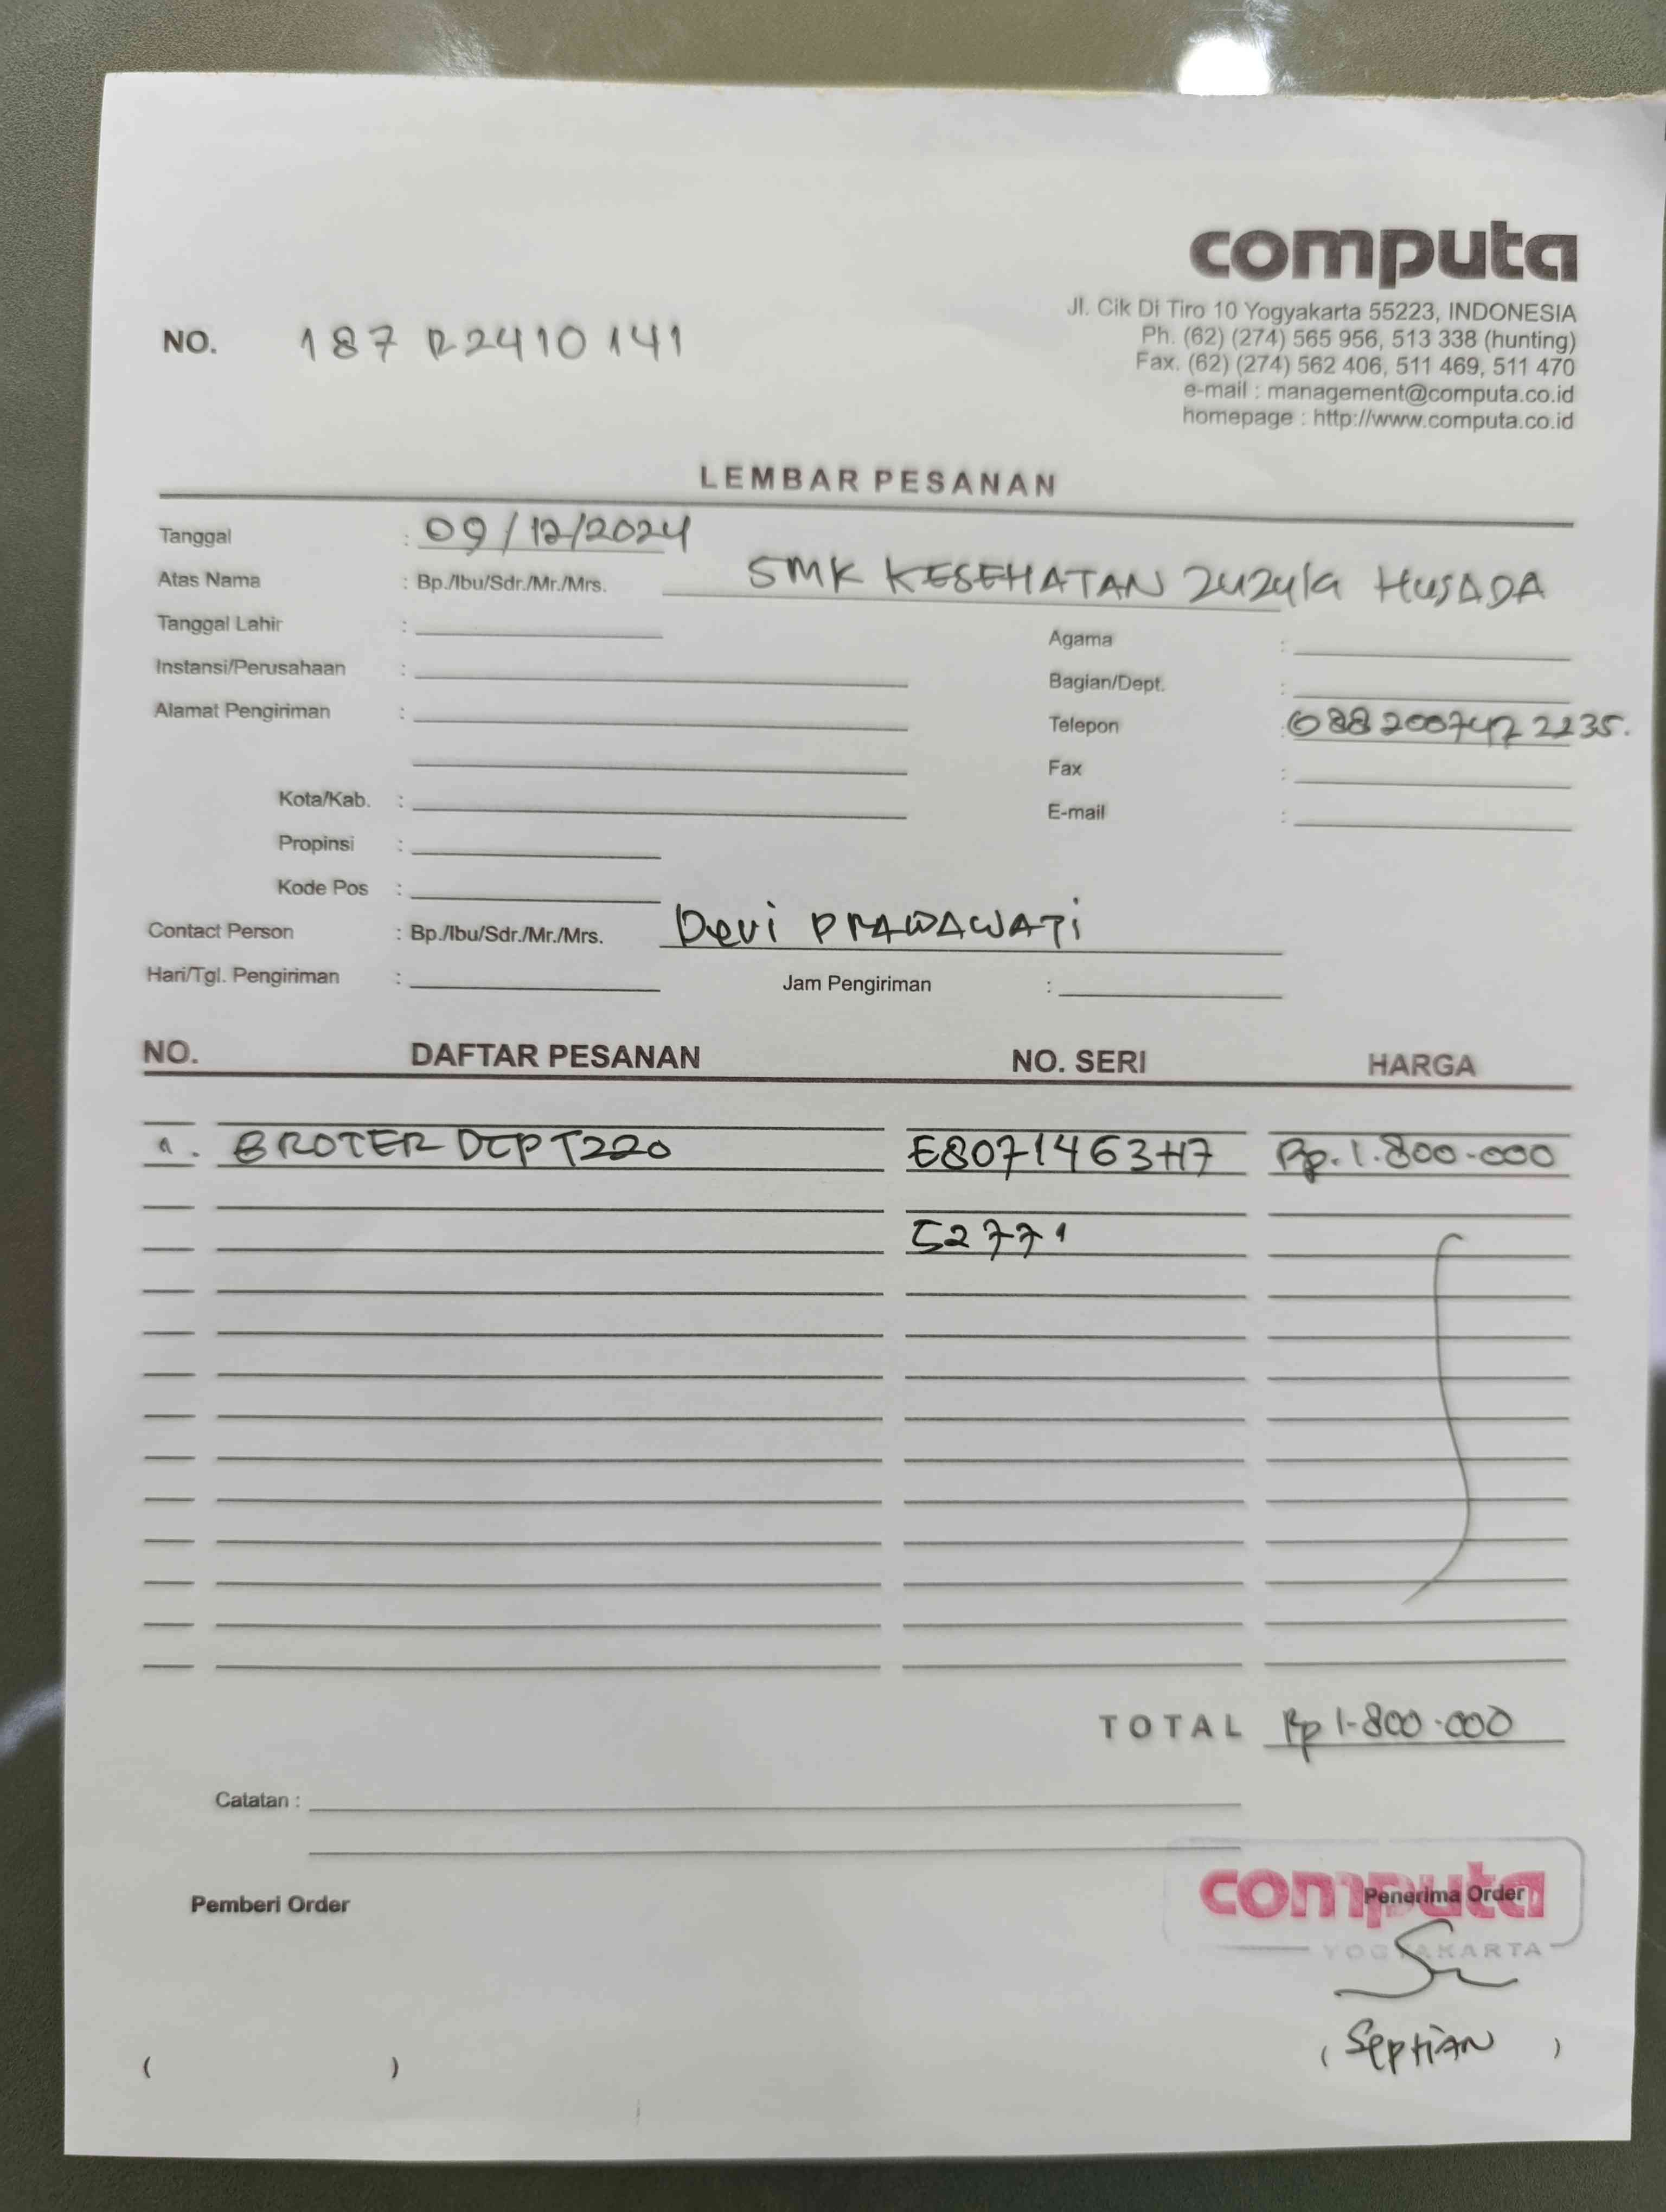 computa
Jl. Cik Di Tiro 10 Yogyakarta 55223, INDONESIA
Ph. (62) (274) 565 956, 513 338 (hunting)
Fax. (62) (274) 562 406, 511 469, 511 470
e-mail : management@computa.co.id
homepage : http://www.computa.co.id
NO. 187 R2410141
LEMBAR PESANAN
Tanggal : 09/12/2024
Atas Nama : Bp./Ibu/Sdr./Mr./Mrs. SMK KESEHATAN Zuzula HUSADA
Tanggal Lahir :
Agama :
Instansi/Perusahaan :
Bagian/Dept. :
Alamat Pengiriman :
Telepon :
Fax :
Kota/Kab. :
E-mail :
Propinsi :
Kode Pos :
Contact Person : Bp./Ibu/Sdr./Mr./Mrs. Devi
Hari/Tgl. Pengiriman : Jam Pengiriman :
NO. DAFTAR PESANAN NO. SERI HARGA
1. BROTER DCP T220 E80714G3H7 Rp. 1.800.000
52771
TOTAL Rp 1.800.000
Catatan :
Pemberi Order
computa
Penerima Order
YOGYAKARTA
( )
( Septian )